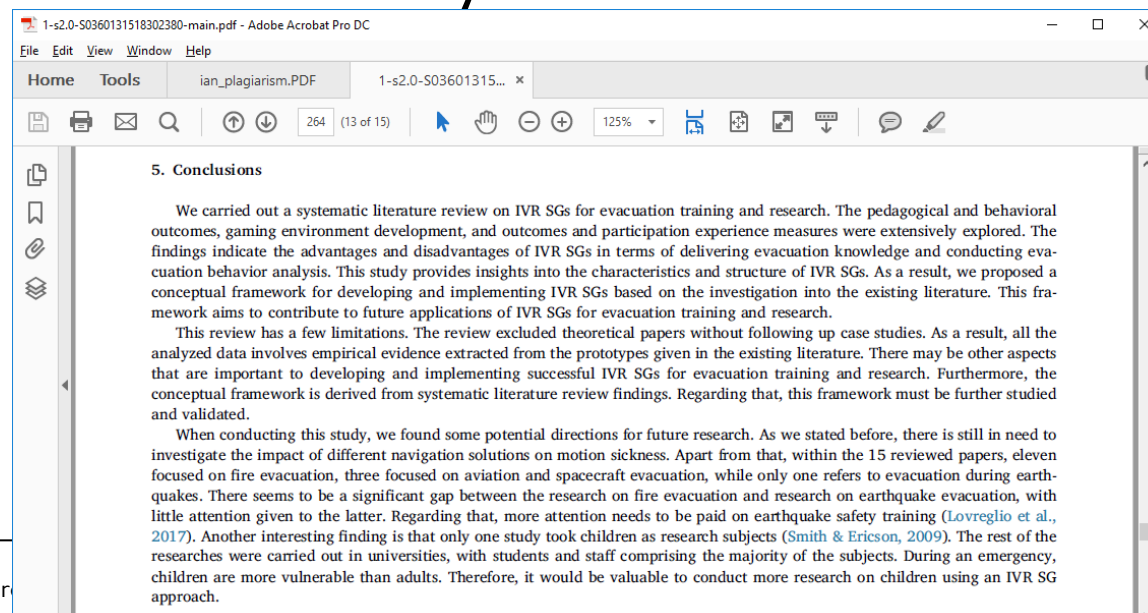 1-s2.0-S0360131518302380-main.pdf - Adobe Acrobat Pro DC
File Edit View Window Help
Home Tools ian_plagiarism.PDF 1-s2.0-S03601315... ×
264 (13 of 15) 125%
5. Conclusions
We carried out a systematic literature review on IVR SGs for evacuation training and research. The pedagogical and behavioral
outcomes, gaming environment development, and outcomes and participation experience measures were extensively explored. The
findings indicate the advantages and disadvantages of IVR SGs in terms of delivering evacuation knowledge and conducting eva-
cuation behavior analysis. This study provides insights into the characteristics and structure of IVR SGs. As a result, we proposed a
conceptual framework for developing and implementing IVR SGs based on the investigation into the existing literature. This fra-
mework aims to contribute to future applications of IVR SGs for evacuation training and research.
This review has a few limitations. The review excluded theoretical papers without following up case studies. As a result, all the
analyzed data involves empirical evidence extracted from the prototypes given in the existing literature. There may be other aspects
that are important to developing and implementing successful IVR SGs for evacuation training and research. Furthermore, the
conceptual framework is derived from systematic literature review findings. Regarding that, this framework must be further studied
and validated.
When conducting this study, we found some potential directions for future research. As we stated before, there is still in need to
investigate the impact of different navigation solutions on motion sickness. Apart from that, within the 15 reviewed papers, eleven
focused on fire evacuation, three focused on aviation and spacecraft evacuation, while only one refers to evacuation during earth-
quakes. There seems to be a significant gap between the research on fire evacuation and research on earthquake evacuation, with
little attention given to the latter. Regarding that, more attention needs to be paid on earthquake safety training (Lovreglio et al.,
2017). Another interesting finding is that only one study took children as research subjects (Smith & Ericson, 2009). The rest of the
researches were carried out in universities, with students and staff comprising the majority of the subjects. During an emergency,
children are more vulnerable than adults. Therefore, it would be valuable to conduct more research on children using an IVR SG
approach.